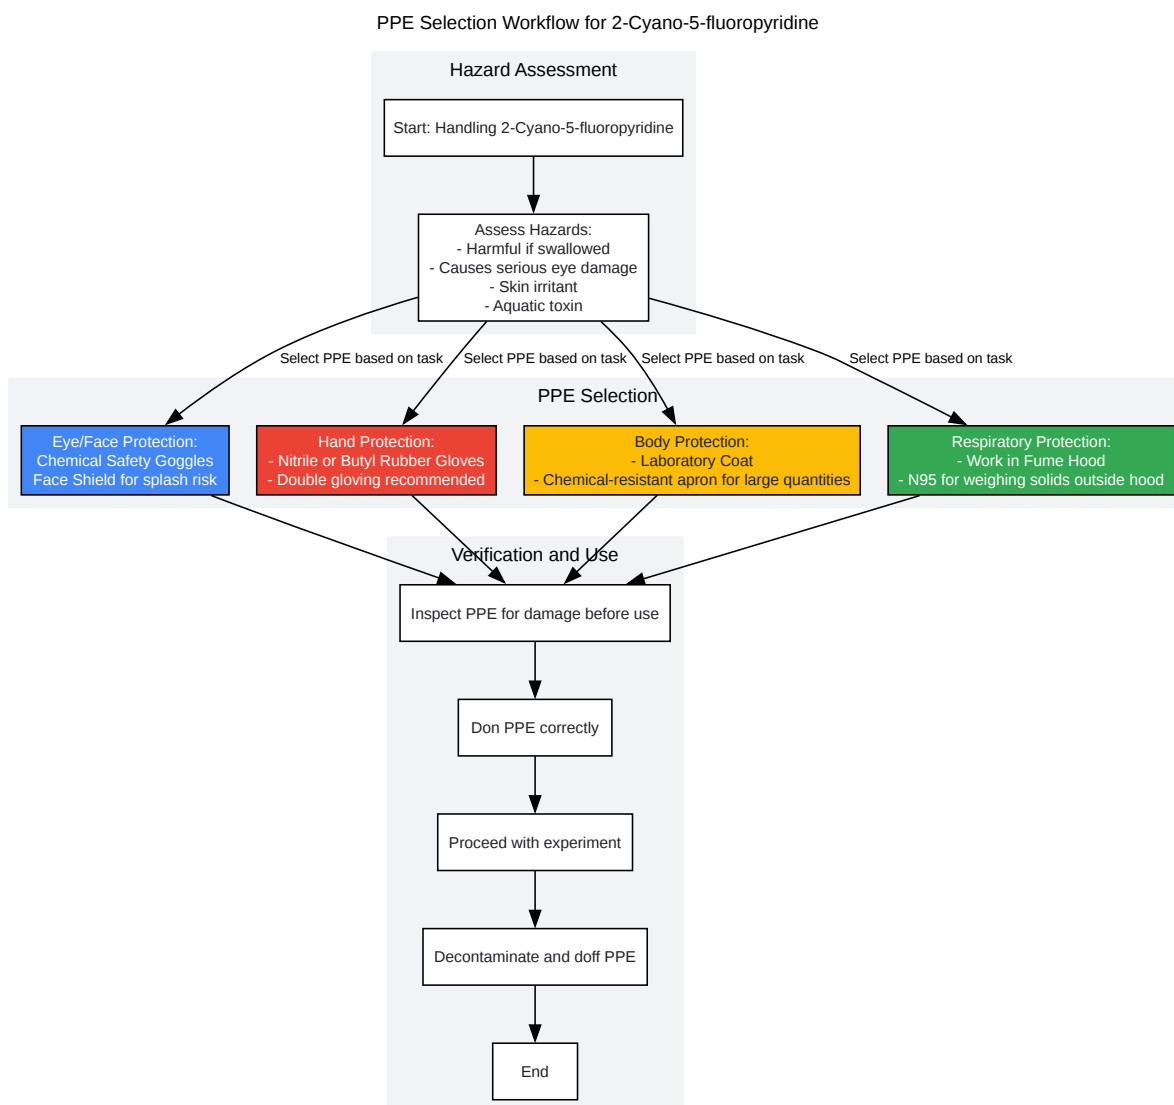 PPE Selection Workflow for 2-Cyano-5-fluoropyridine
Hazard Assessment
Start: Handling 2-Cyano-5-fluoropyridine
Assess Hazards:
- Harmful if swallowed
- Causes serious eye damage
- Skin irritant
- Aquatic toxin
Select PPE based on task
Select PPE based on task
Select PPE based on task
Select PPE based on task
PPE Selection
Eye/Face Protection:
Chemical Safety Goggles
Face Shield for splash risk
Hand Protection:
- Nitrile or Butyl Rubber Gloves
- Double gloving recommended
Body Protection:
- Laboratory Coat
- Chemical-resistant apron for large quantities
Respiratory Protection:
- Work in Fume Hood
- N95 for weighing solids outside hood
Verification and Use
Inspect PPE for damage before use
Don PPE correctly
Proceed with experiment
Decontaminate and doff PPE
End